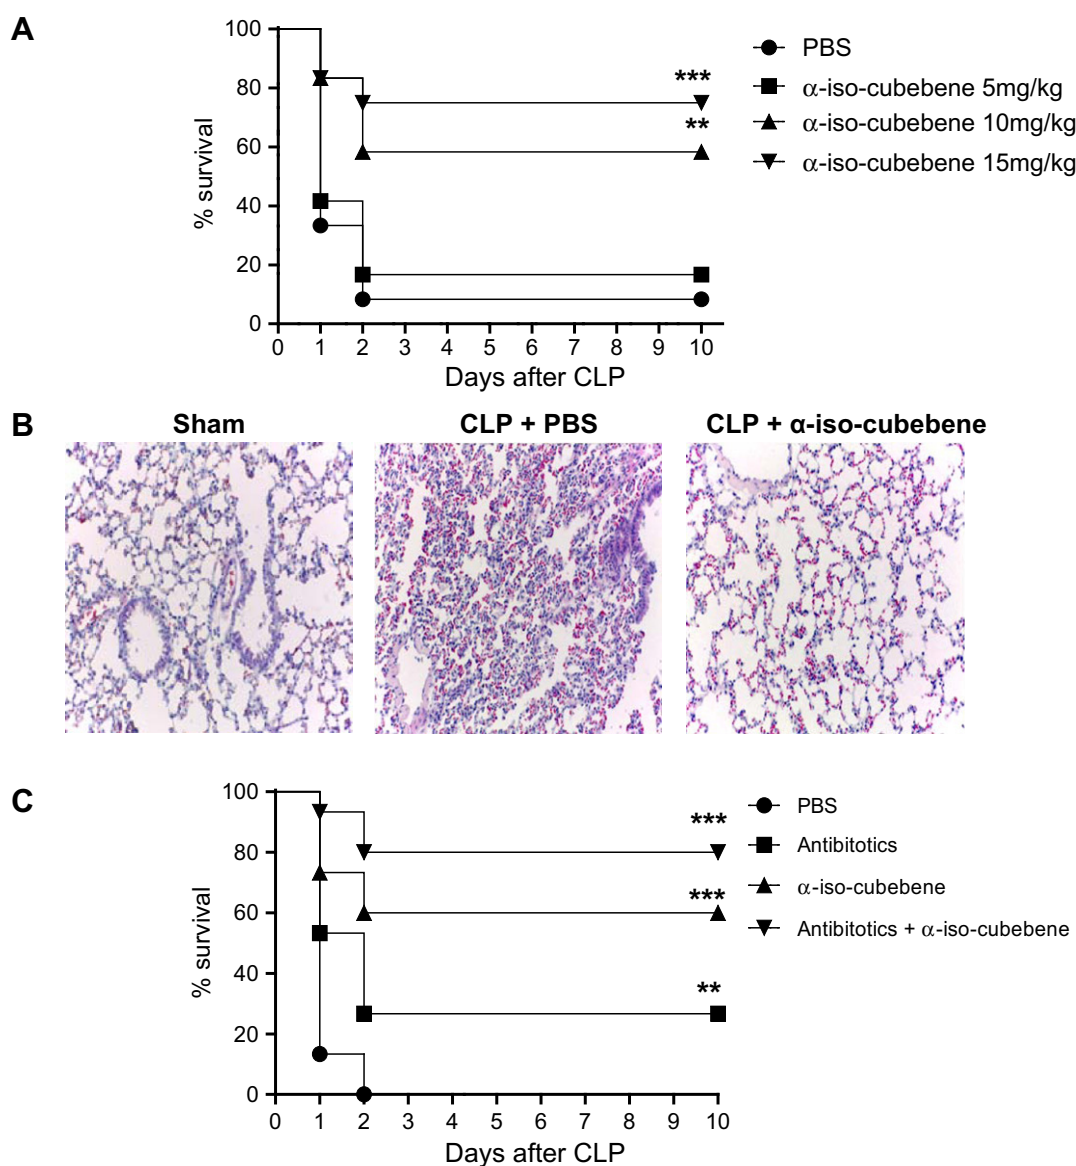 A
100
80
60
40
20
0
% survival
***
**
0 1 2 3 4 5 6 7 8 9 10
Days after CLP
PBS
α-iso-cubebene 5mg/kg
α-iso-cubebene 10mg/kg
α-iso-cubebene 15mg/kg
B
Sham
CLP + PBS
CLP + α-iso-cubebene
C
100
80
60
40
20
0
% survival
***
***
**
0 1 2 3 4 5 6 7 8 9 10
Days after CLP
PBS
Antibitotics
α-iso-cubebene
Antibitotics + α-iso-cubebene